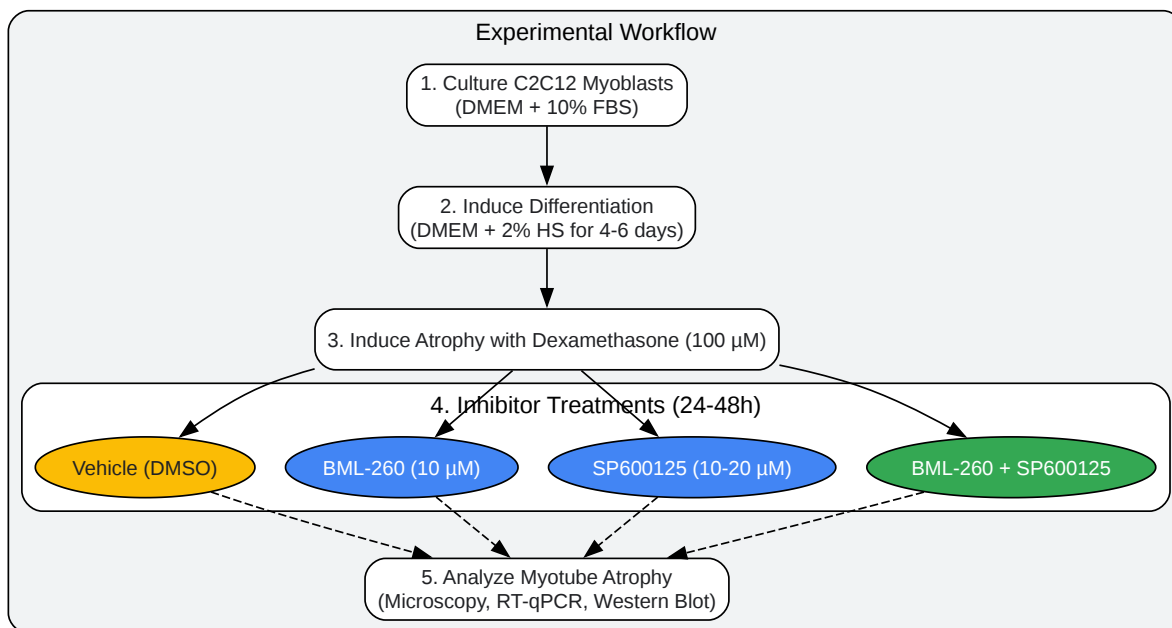 Experimental Workflow
1. Culture C2C12 Myoblasts
(DMEM + 10% FBS)
2. Induce Differentiation
(DMEM + 2% HS for 4-6 days)
3. Induce Atrophy with Dexamethasone (100 µM)
4. Inhibitor Treatments (24-48h)
Vehicle (DMSO)
BML-260 (10 µM)
SP600125 (10-20 µM)
BML-260 + SP600125
5. Analyze Myotube Atrophy
(Microscopy, RT-qPCR, Western Blot)